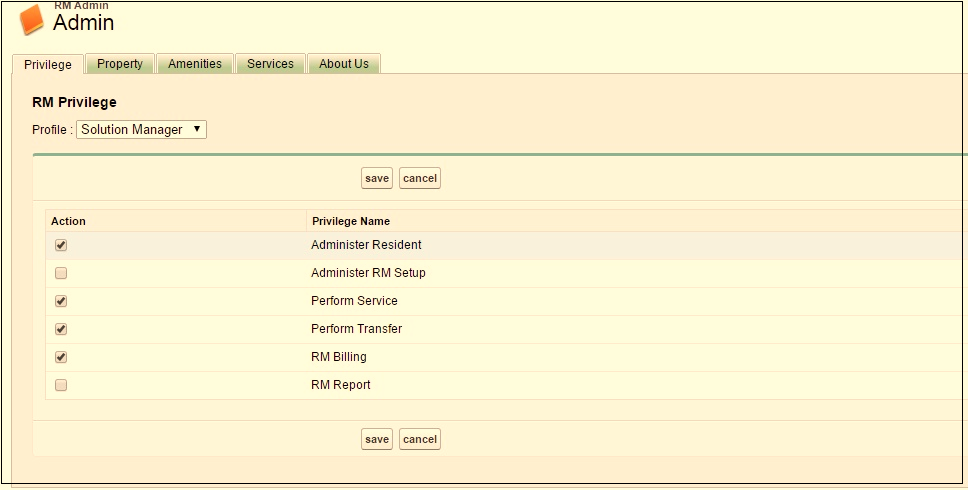 RM Admin
Admin
Privilege Property Amenities Services About Us
RM Privilege
Profile : Solution Manager
save cancel
Action Privilege Name
Administer Resident
Administer RM Setup
Perform Service
Perform Transfer
RM Billing
RM Report
save cancel